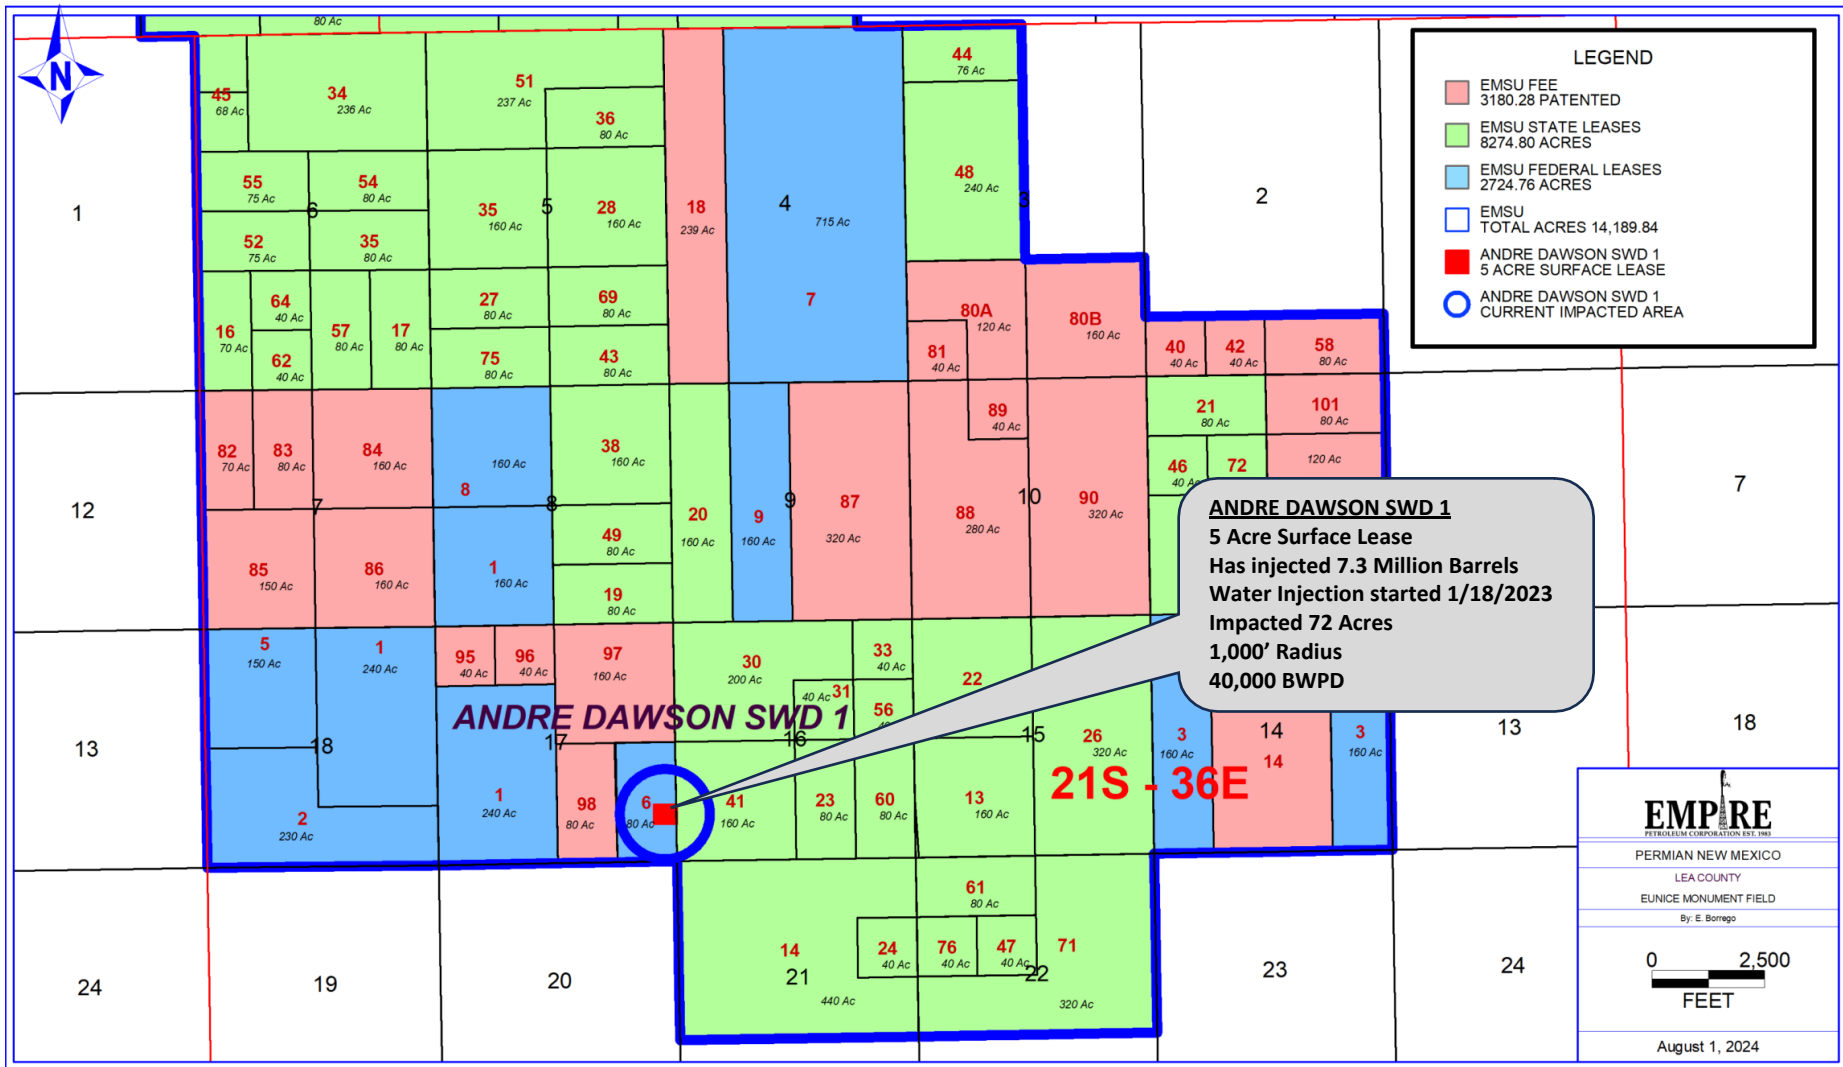 80 Ac
N
45
68 Ac
34
236 Ac
51
237 Ac
36
80 Ac
44
76 Ac
48
240 Ac
55
75 Ac
54
80 Ac
6
52
75 Ac
35
80 Ac
35
160 Ac
5
28
160 Ac
18
239 Ac
4
715 Ac
7
3
2
1
16
70 Ac
64
40 Ac
62
40 Ac
57
80 Ac
17
80 Ac
27
80 Ac
69
80 Ac
75
80 Ac
43
80 Ac
80A
120 Ac
81
40 Ac
80B
160 Ac
40
40 Ac
42
40 Ac
58
80 Ac
LEGEND
EMSU FEE
3180.28 PATENTED
EMSU STATE LEASES
8274.80 ACRES
EMSU FEDERAL LEASES
2724.76 ACRES
EMSU
TOTAL ACRES 14,189.84
ANDRE DAWSON SWD 1
5 ACRE SURFACE LEASE
ANDRE DAWSON SWD 1
CURRENT IMPACTED AREA
12
82
70 Ac
83
80 Ac
84
160 Ac
7
85
150 Ac
86
160 Ac
160 Ac
8
8
1
160 Ac
38
160 Ac
49
80 Ac
19
80 Ac
20
160 Ac
9
160 Ac
9
87
320 Ac
88
280 Ac
89
40 Ac
10
90
320 Ac
21
80 Ac
101
80 Ac
46
40 Ac
72
120 Ac
7
ANDRE DAWSON SWD 1
5 Acre Surface Lease
Has injected 7.3 Million Barrels
Water Injection started 1/18/2023
Impacted 72 Acres
1,000’ Radius
40,000 BWPD
13
5
150 Ac
1
240 Ac
18
2
230 Ac
95
40 Ac
96
40 Ac
97
160 Ac
ANDRE DAWSON SWD 1
17
1
240 Ac
98
80 Ac
6
80 Ac
30
200 Ac
33
40 Ac
40 Ac 31
56
16
41
160 Ac
23
80 Ac
60
80 Ac
22
15
13
160 Ac
26
320 Ac
21S - 36E
3
160 Ac
14
14
3
160 Ac
13
18
24
19
20
14
21
440 Ac
61
80 Ac
24
40 Ac
76
40 Ac
47
40 Ac
22
71
320 Ac
23
24
EMPIRE
PETROLEUM CORPORATION EST. 1983
PERMIAN NEW MEXICO
LEA COUNTY
EUNICE MONUMENT FIELD
By: E. Borrego
0 2,500
FEET
August 1, 2024